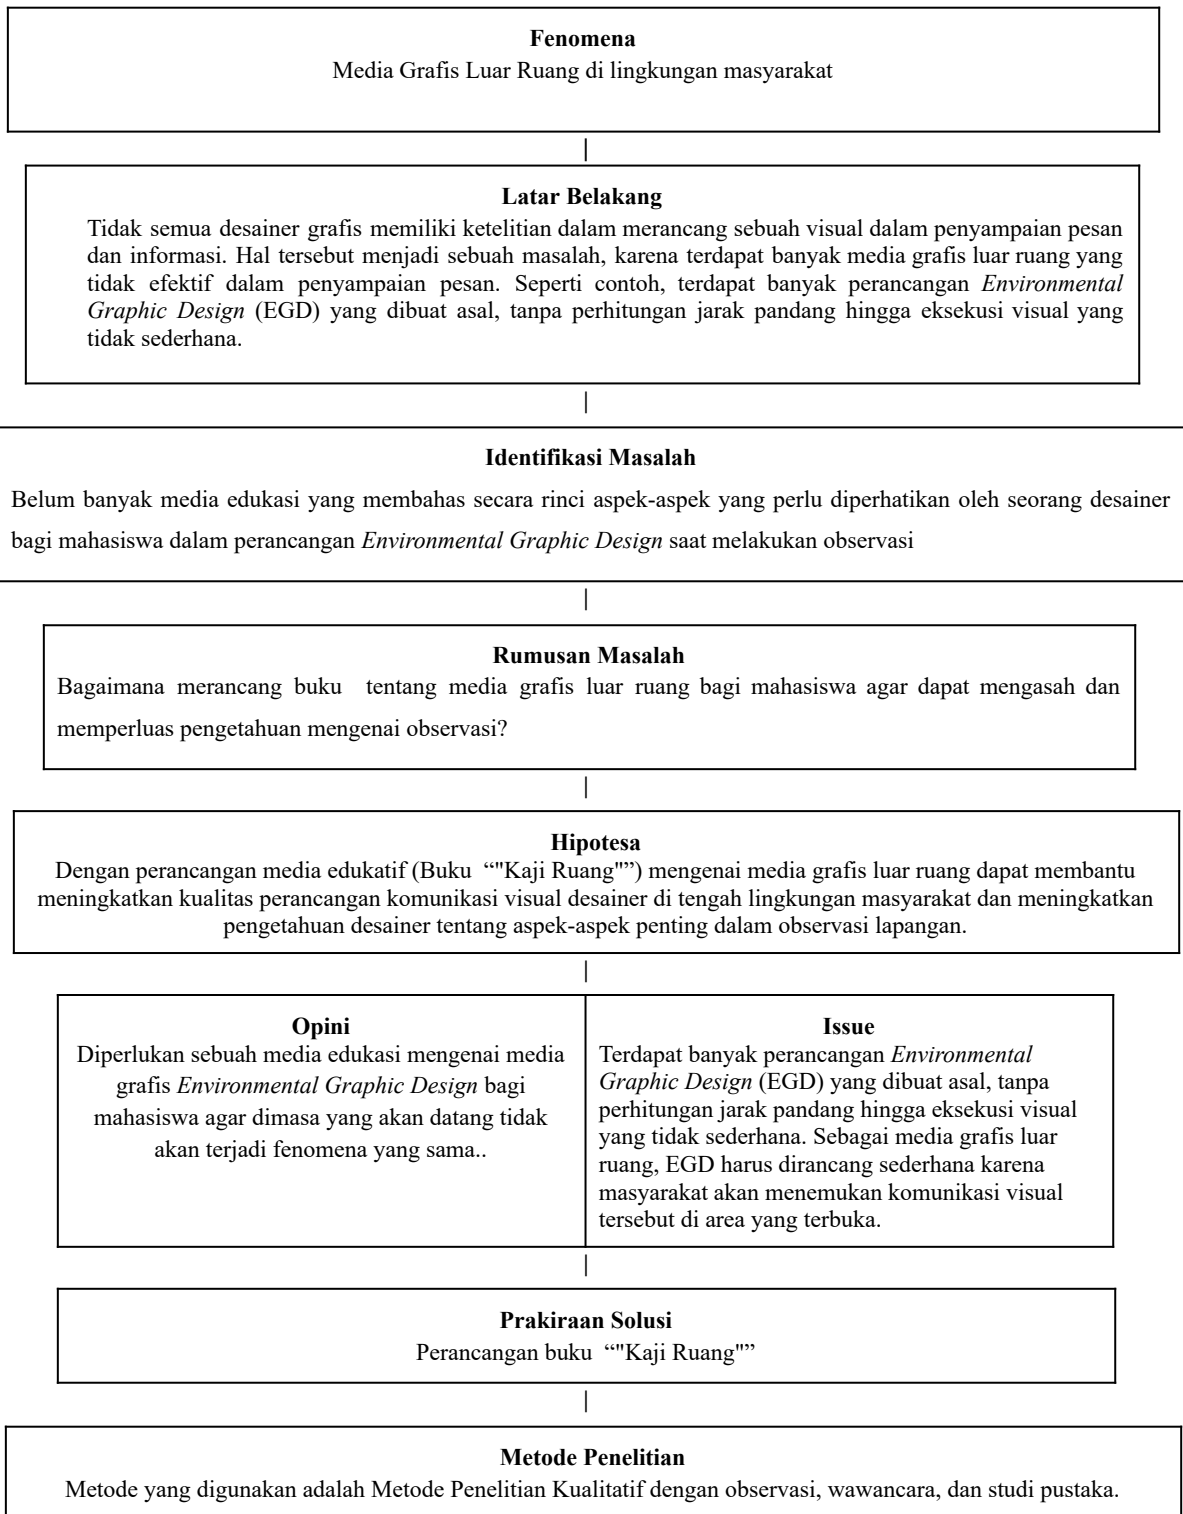 Fenomena
Media Grafis Luar Ruang di lingkungan masyarakat
Latar Belakang
Tidak semua desainer grafis memiliki ketelitian dalam merancang sebuah visual dalam penyampaian pesan
dan informasi. Hal tersebut menjadi sebuah masalah, karena terdapat banyak media grafis luar ruang yang
tidak efektif dalam penyampaian pesan. Seperti contoh, terdapat banyak perancangan Environmental
Graphic Design (EGD) yang dibuat asal, tanpa perhitungan jarak pandang hingga eksekusi visual yang
tidak sederhana.
Identifikasi Masalah
Belum banyak media edukasi yang membahas secara rinci aspek-aspek yang perlu diperhatikan oleh seorang desainer
bagi mahasiswa dalam perancangan Environmental Graphic Design saat melakukan observasi
Rumusan Masalah
Bagaimana merancang buku  tentang media grafis luar ruang bagi mahasiswa agar dapat mengasah dan
memperluas pengetahuan mengenai observasi?
Hipotesa
Dengan perancangan media edukatif (Buku  “"Kaji Ruang"”) mengenai media grafis luar ruang dapat membantu
meningkatkan kualitas perancangan komunikasi visual desainer di tengah lingkungan masyarakat dan meningkatkan
pengetahuan desainer tentang aspek-aspek penting dalam observasi lapangan.
Opini
Diperlukan sebuah media edukasi mengenai media
grafis Environmental Graphic Design bagi
mahasiswa agar dimasa yang akan datang tidak
akan terjadi fenomena yang sama..
Issue
Terdapat banyak perancangan Environmental
Graphic Design (EGD) yang dibuat asal, tanpa
perhitungan jarak pandang hingga eksekusi visual
yang tidak sederhana. Sebagai media grafis luar
ruang, EGD harus dirancang sederhana karena
masyarakat akan menemukan komunikasi visual
tersebut di area yang terbuka.
Prakiraan Solusi
Perancangan buku  “"Kaji Ruang"”
Metode Penelitian
Metode yang digunakan adalah Metode Penelitian Kualitatif dengan observasi, wawancara, dan studi pustaka.